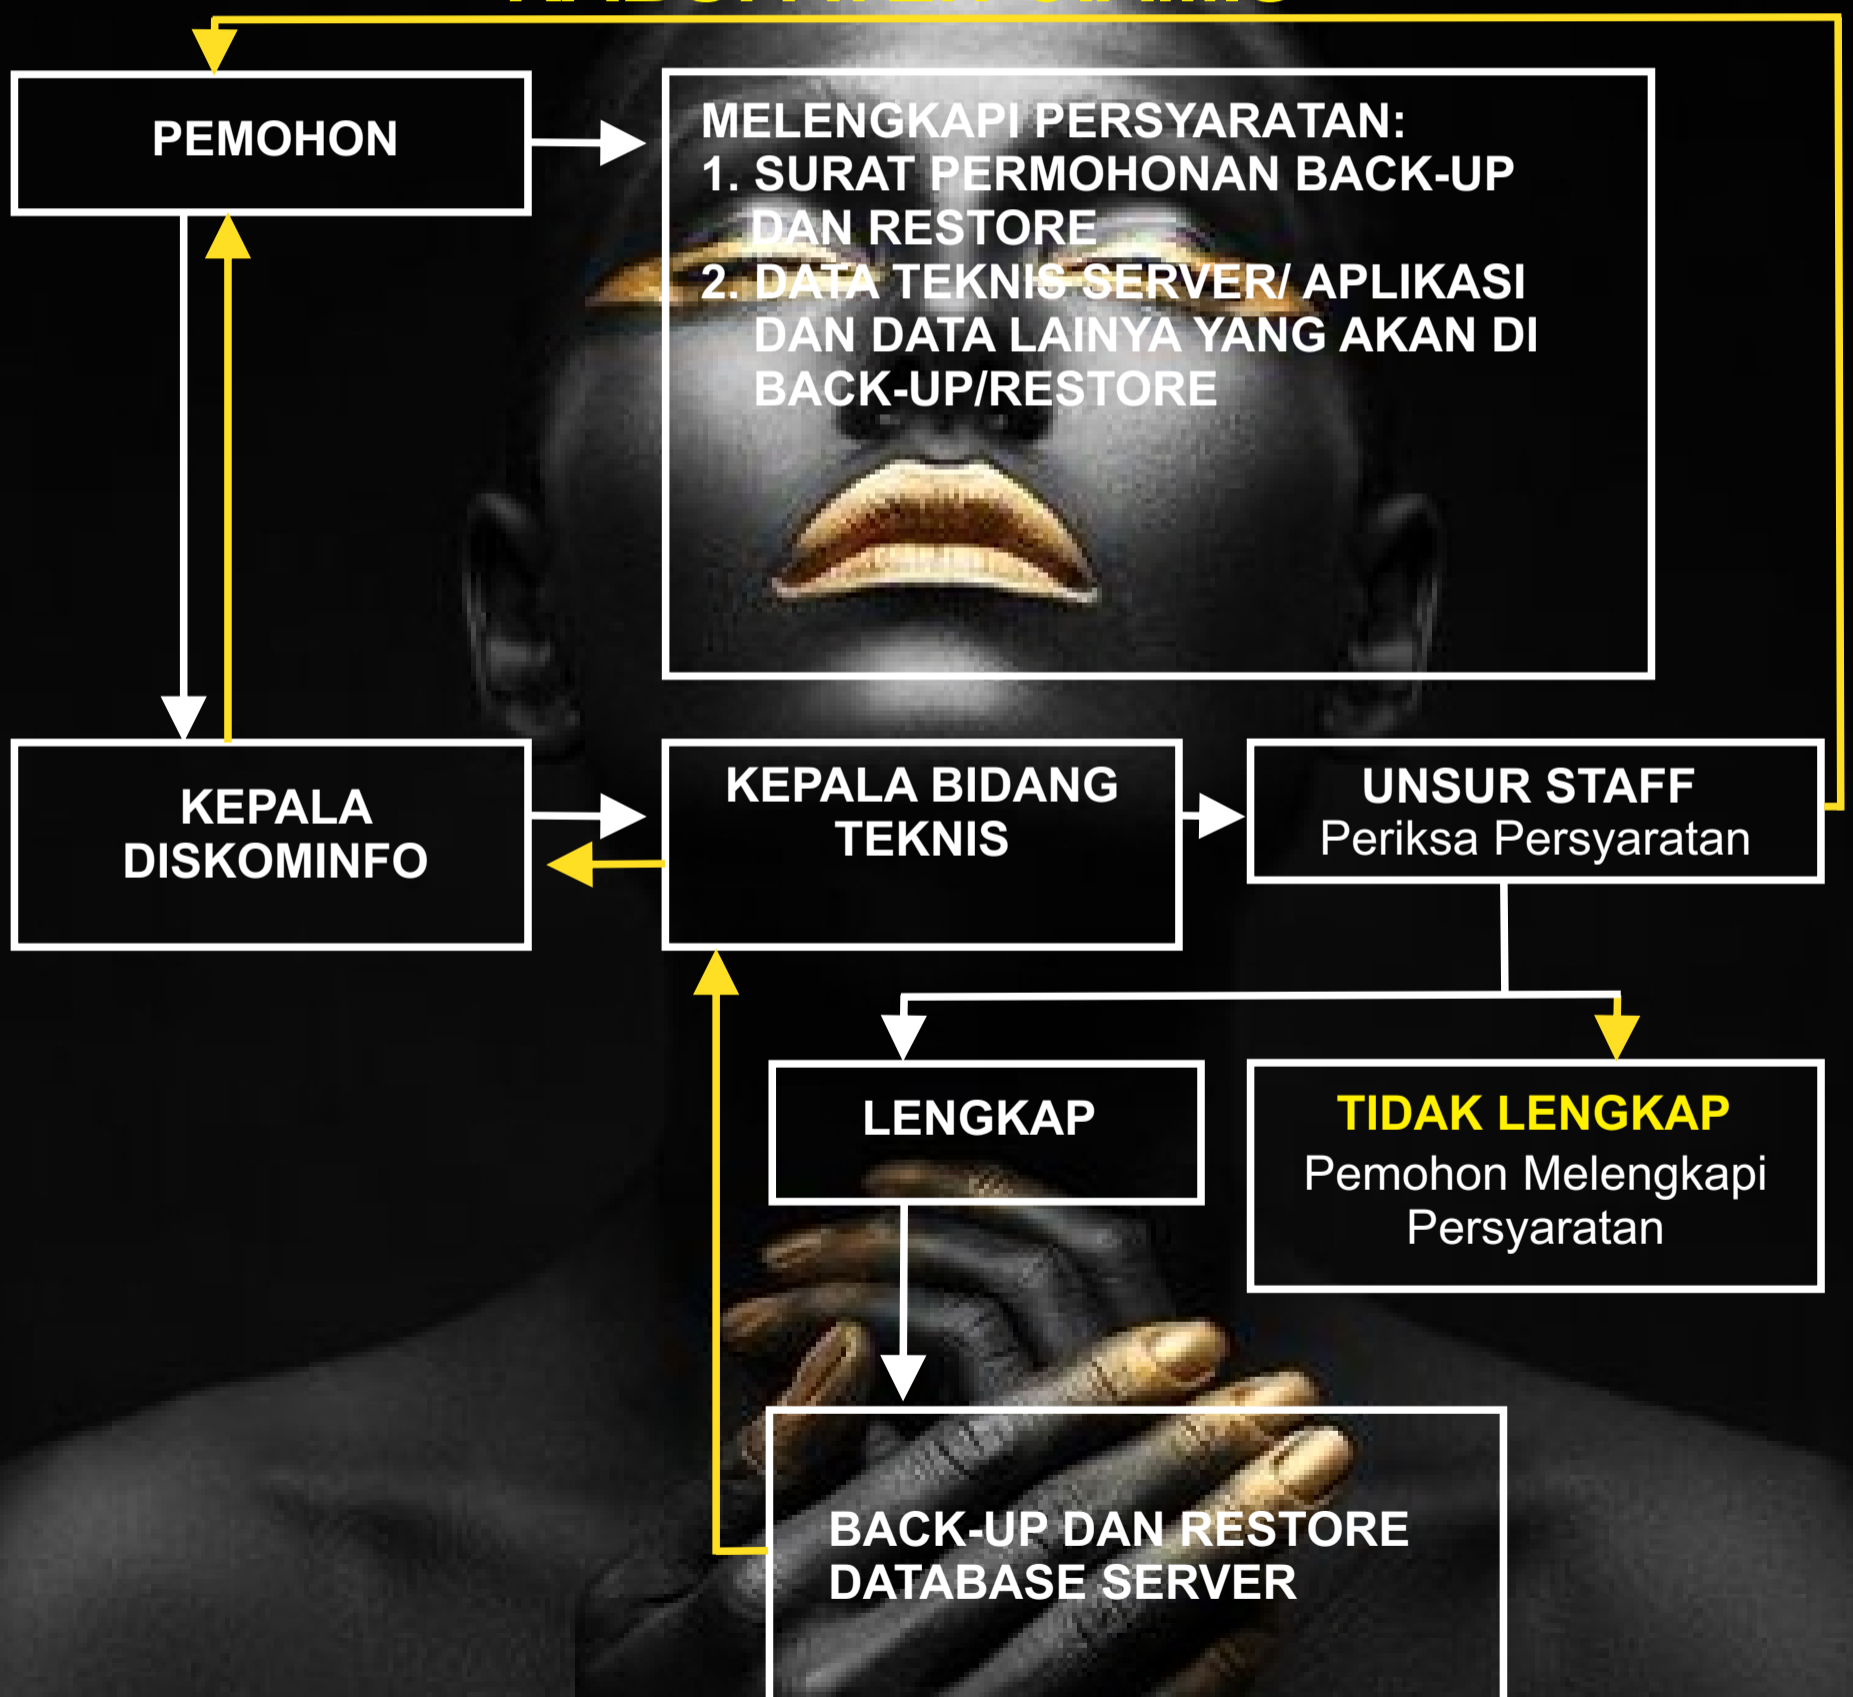 PEMOHON
MELENGKAPI PERSYARATAN:
1. SURAT PERMOHONAN BACK-UP
DAN RESTORE
2. DATA TEKNIS SERVER/ APLIKASI
DAN DATA LAINYA YANG AKAN DI
BACK-UP/RESTORE
KEPALA
DISKOMINFO
KEPALA BIDANG
TEKNIS
UNSUR STAFF
Periksa Persyaratan
LENGKAP
TIDAK LENGKAP
Pemohon Melengkapi
Persyaratan
BACK-UP DAN RESTORE
DATABASE SERVER